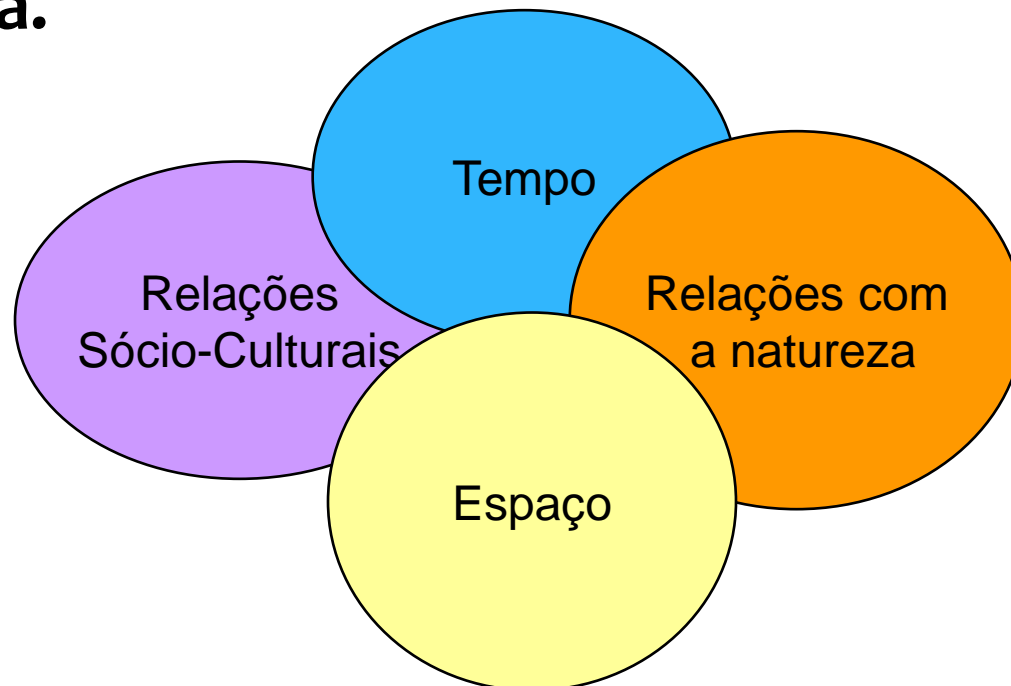 a.
Tempo
Relações
Sócio-Culturais
Relações com
a natureza
Espaço